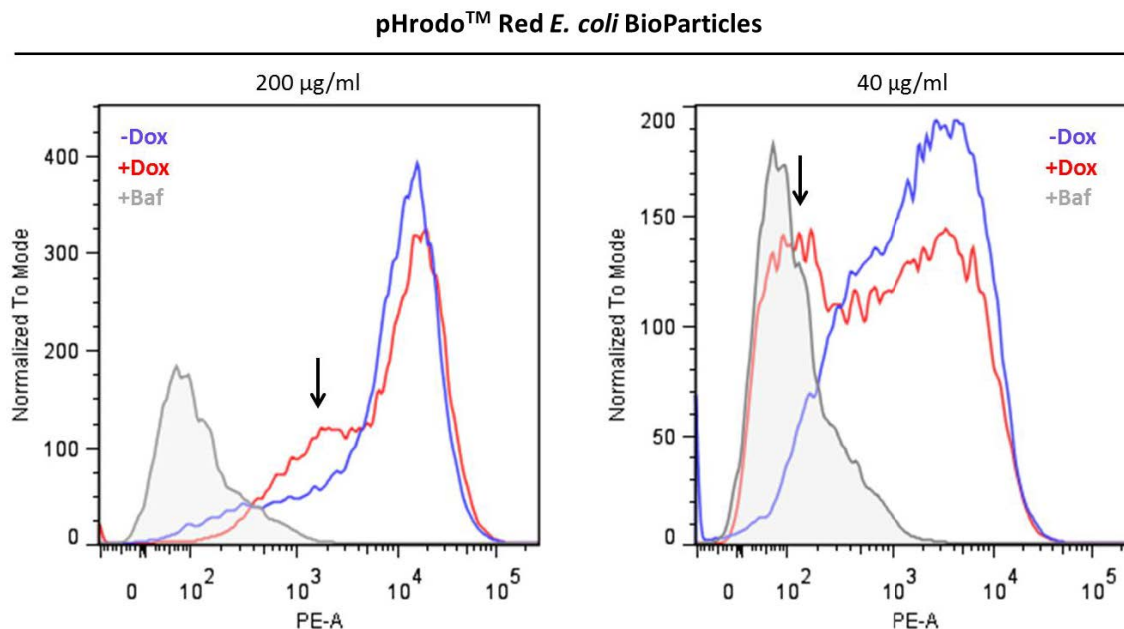 pHrodo™ Red E. coli BioParticles
200 µg/ml
40 µg/ml
-Dox
+Dox
+Baf
400
300
200
100
0
Normalized To Mode
0 10² 10³ 10⁴ 10⁵
PE-A
-Dox
+Dox
+Baf
200
150
100
50
0
Normalized To Mode
0 10² 10³ 10⁴ 10⁵
PE-A